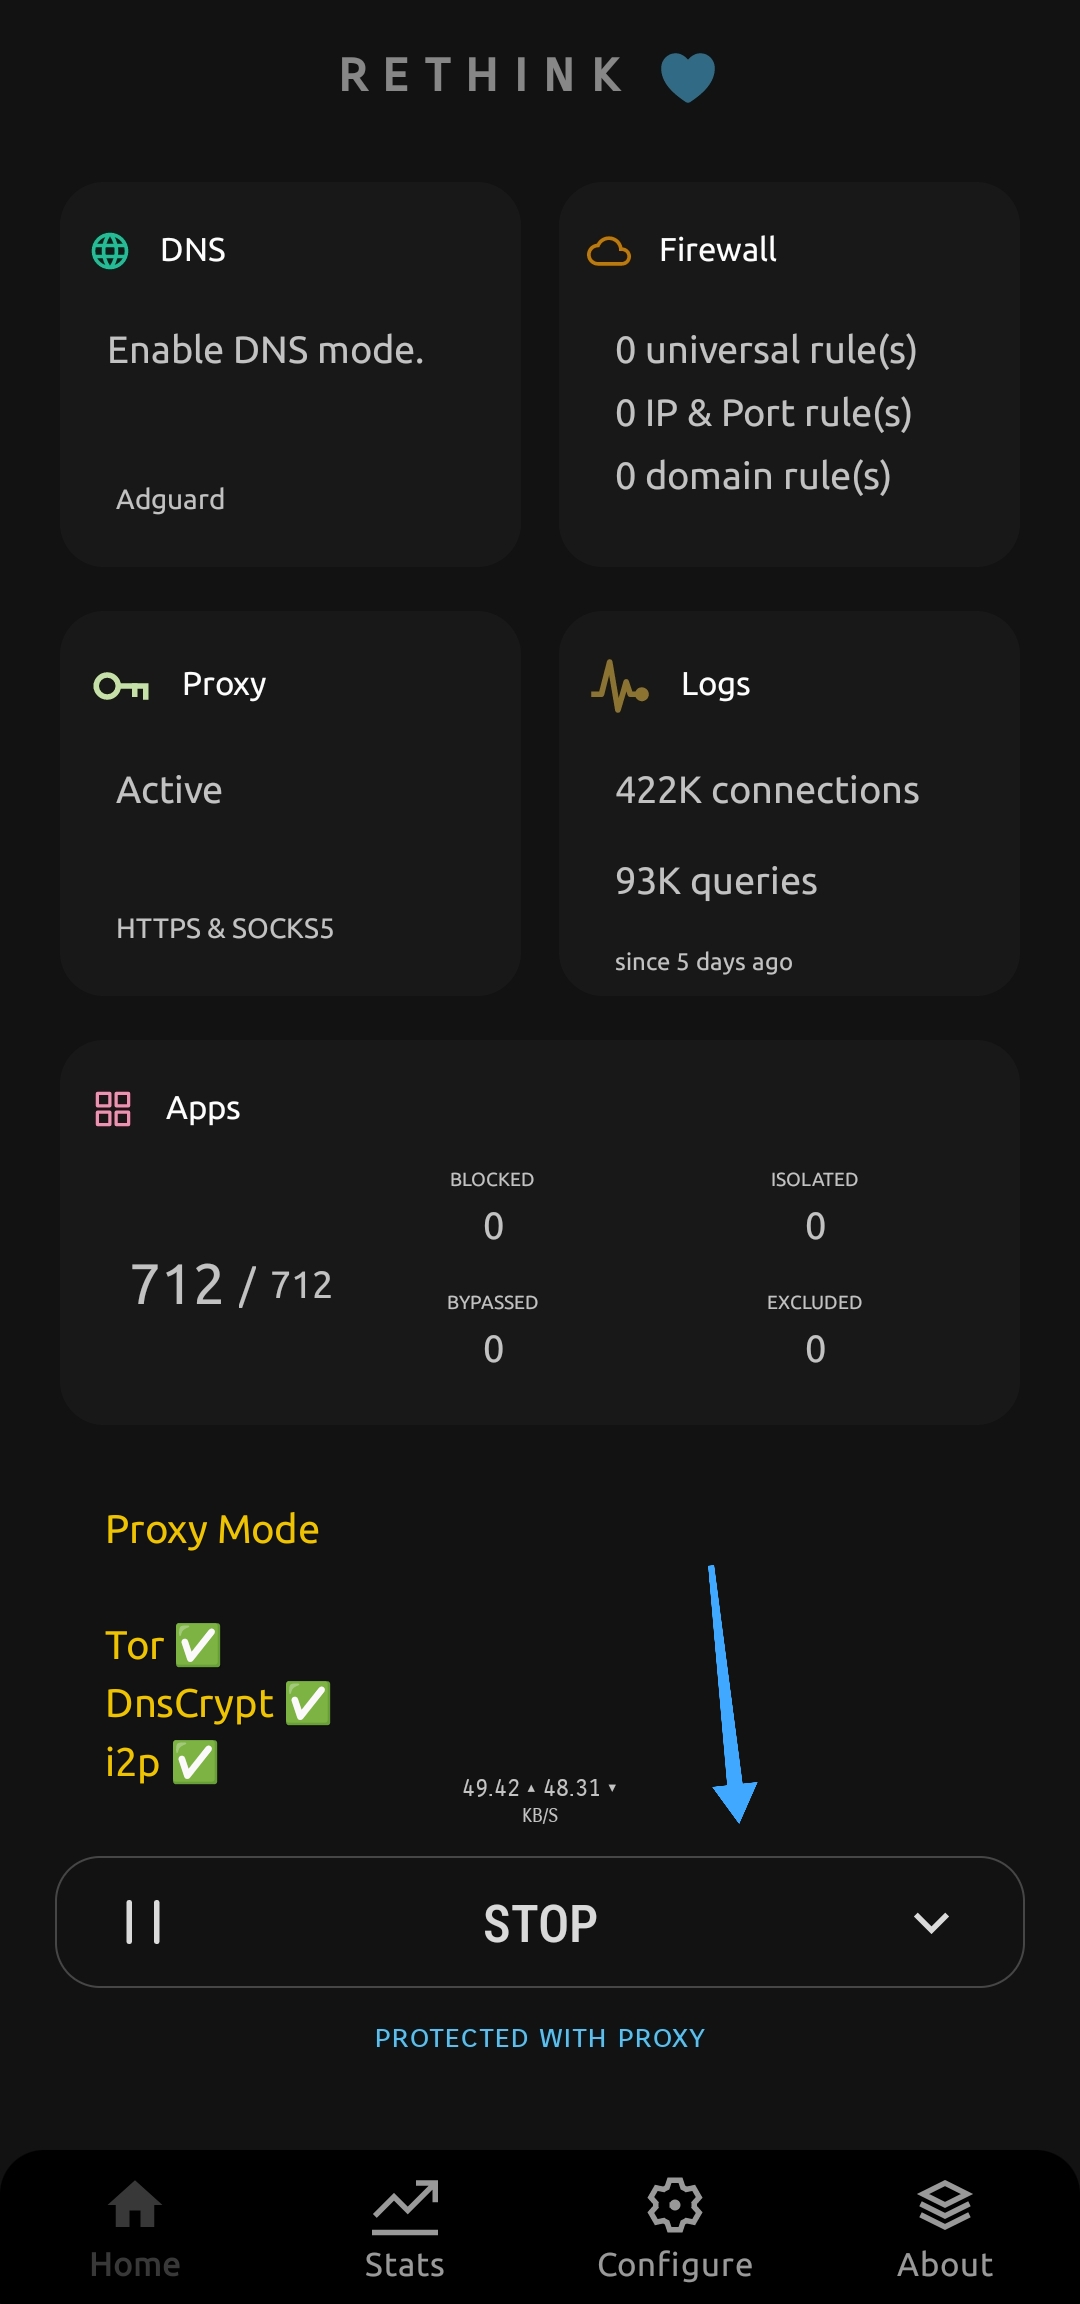 RETHINK
DNS
Enable DNS mode.
Adguard
Firewall
0 universal rule(s)
0 IP & Port rule(s)
0 domain rule(s)
Proxy
Active
HTTPS & SOCKS5
Logs
422K connections
93K queries
since 5 days ago
Apps
712 / 712
BLOCKED
0
ISOLATED
0
BYPASSED
0
EXCLUDED
0
Proxy Mode
Tor ✅
DnsCrypt ✅
i2p ✅
49.42 ▲ 48.31 ▼
KB/S
STOP
PROTECTED WITH PROXY
Home
Stats
Configure
About